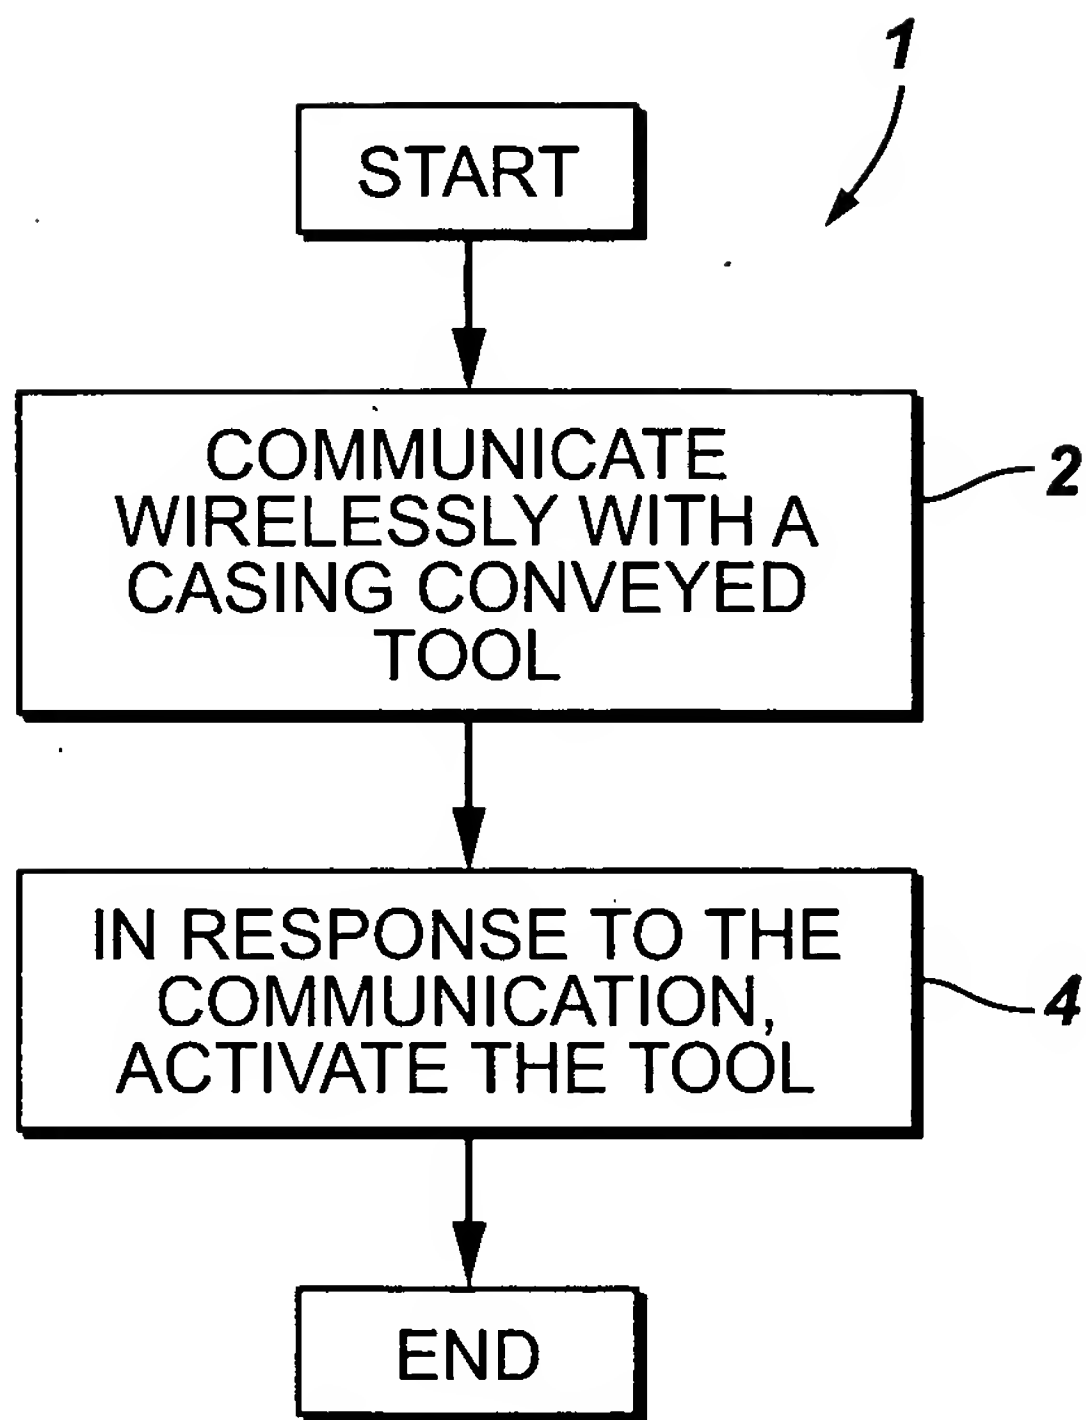 1
START
COMMUNICATE
WIRELESSLY WITH A
CASING CONVEYED
TOOL
2
IN RESPONSE TO THE
COMMUNICATION,
ACTIVATE THE TOOL
4
END